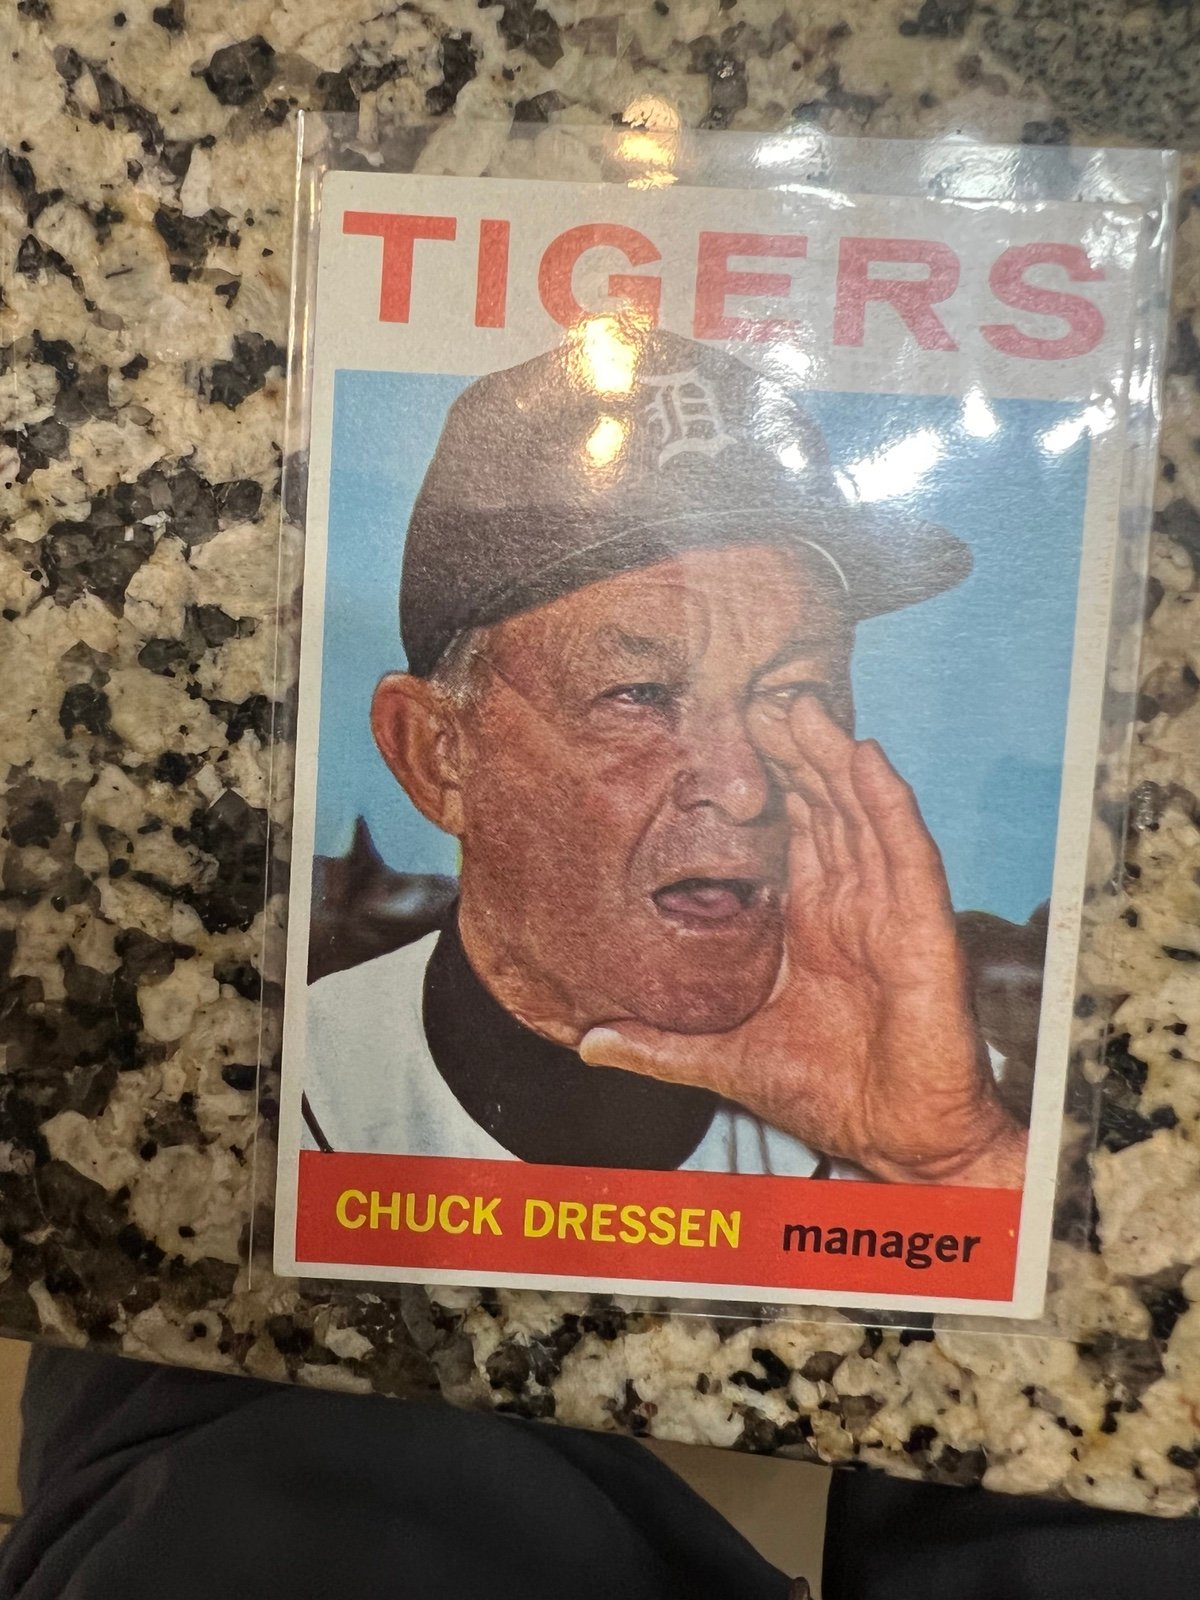 TIGERS
D
CHUCK DRESSEN manager